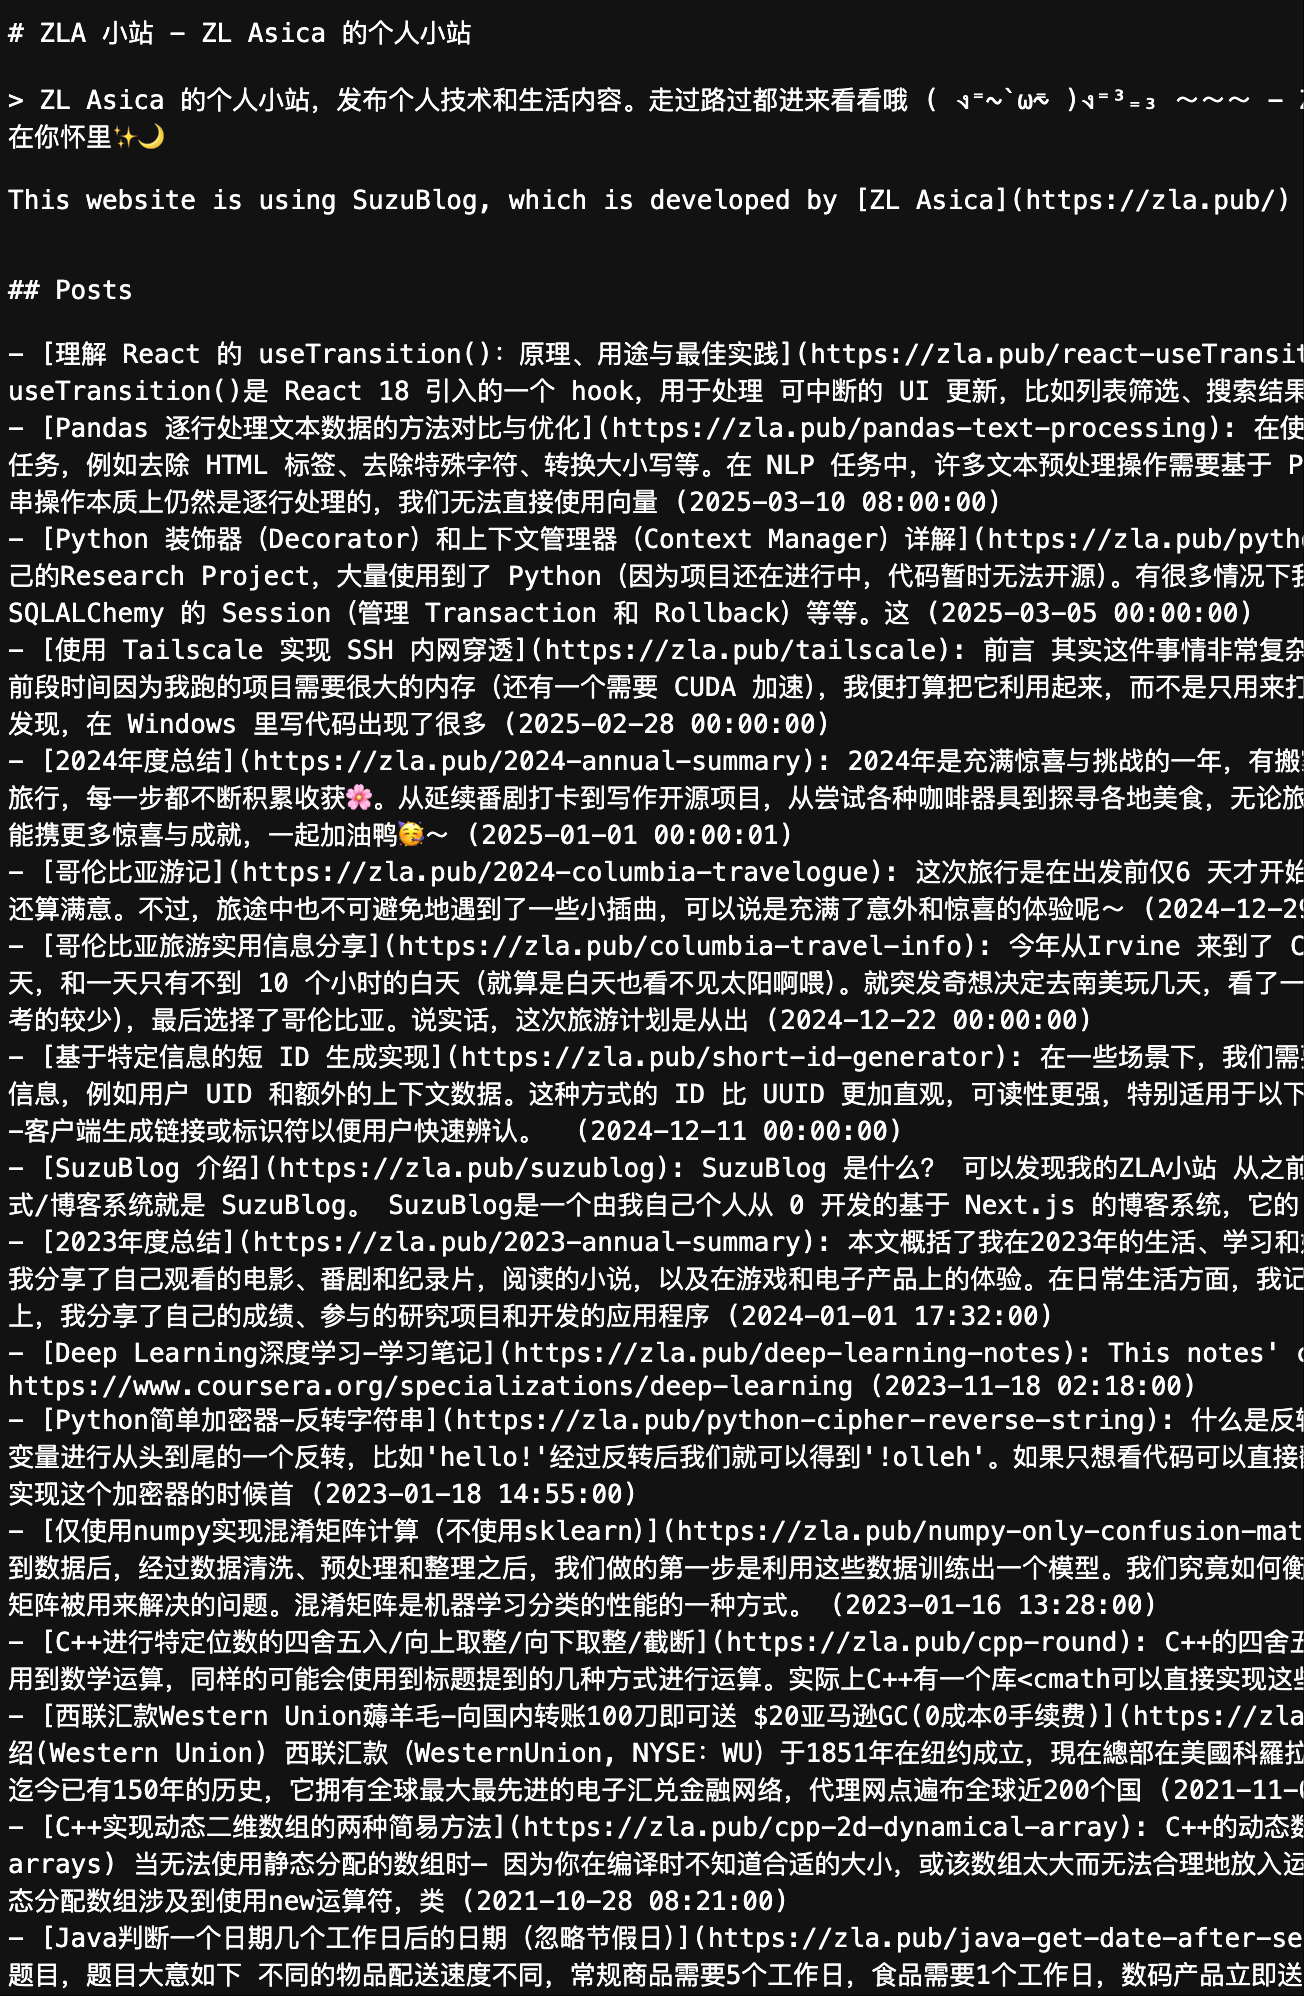 # ZLA 小站 - ZL Asica 的个人小站
> ZL Asica 的个人小站，发布个人技术和生活内容。走过路过都进来看看哦 ( ง⁼~`ω~́ )ง⁼³₌₃ ～～～ -
在你怀里✨🌙
This website is using SuzuBlog, which is developed by [ZL Asica](https://zla.pub/)
## Posts
- [理解 React 的 useTransition()：原理、用途与最佳实践](https://zla.pub/react-useTransit
useTransition()是 React 18 引入的一个 hook，用于处理 可中断的 UI 更新，比如列表筛选、搜索结果
- [Pandas 逐行处理文本数据的方法对比与优化](https://zla.pub/pandas-text-processing): 在使
任务，例如去除 HTML 标签、去除特殊字符、转换大小写等。在 NLP 任务中，许多文本预处理操作需要基于 P
串操作本质上仍然是逐行处理的，我们无法直接使用向量 (2025-03-10 08:00:00)
- [Python 装饰器（Decorator）和上下文管理器（Context Manager）详解](https://zla.pub/pytho
己的Research Project，大量使用到了 Python（因为项目还在进行中，代码暂时无法开源）。有很多情况下我
SQLALChemy 的 Session（管理 Transaction 和 Rollback）等等。这 (2025-03-05 00:00:00)
- [使用 Tailscale 实现 SSH 内网穿透](https://zla.pub/tailscale): 前言 其实这件事情非常复杂
前段时间因为我跑的项目需要很大的内存（还有一个需要 CUDA 加速），我便打算把它利用起来，而不是只用来打
发现，在 Windows 里写代码出现了很多 (2025-02-28 00:00:00)
- [2024年度总结](https://zla.pub/2024-annual-summary): 2024年是充满惊喜与挑战的一年，有搬
旅行，每一步都不断积累收获🌸。从延续番剧打卡到写作开源项目，从尝试各种咖啡器具到探寻各地美食，无论旅
能携更多惊喜与成就，一起加油鸭🥳～ (2025-01-01 00:00:01)
- [哥伦比亚游记](https://zla.pub/2024-columbia-travelogue): 这次旅行是在出发前仅6 天才开始
还算满意。不过，旅途中也不可避免地遇到了一些小插曲，可以说是充满了意外和惊喜的体验呢～ (2024-12-29
- [哥伦比亚旅游实用信息分享](https://zla.pub/columbia-travel-info): 今年从Irvine 来到了 C
天，和一天只有不到 10 个小时的白天（就算是白天也看不见太阳啊喂）。就突发奇想决定去南美玩几天，看了一
考的较少），最后选择了哥伦比亚。说实话，这次旅游计划是从出 (2024-12-22 00:00:00)
- [基于特定信息的短 ID 生成实现](https://zla.pub/short-id-generator): 在一些场景下，我们需要
信息，例如用户 UID 和额外的上下文数据。这种方式的 ID 比 UUID 更加直观，可读性更强，特别适用于以下
-客户端生成链接或标识符以便用户快速辨认。  (2024-12-11 00:00:00)
- [SuzuBlog 介绍](https://zla.pub/suzublog): SuzuBlog 是什么？ 可以发现我的ZLA小站 从之前
式/博客系统就是 SuzuBlog。 SuzuBlog是一个由我自己个人从 0 开发的基于 Next.js 的博客系统，它的
- [2023年度总结](https://zla.pub/2023-annual-summary): 本文概括了我在2023年的生活、学习和
我分享了自己观看的电影、番剧和纪录片，阅读的小说，以及在游戏和电子产品上的体验。在日常生活方面，我记
上，我分享了自己的成绩、参与的研究项目和开发的应用程序 (2024-01-01 17:32:00)
- [Deep Learning深度学习-学习笔记](https://zla.pub/deep-learning-notes): This notes' c
https://www.coursera.org/specializations/deep-learning (2023-11-18 02:18:00)
- [Python简单加密器-反转字符串](https://zla.pub/python-cipher-reverse-string): 什么是反转
变量进行从头到尾的一个反转，比如'hello!'经过反转后我们就可以得到'!olleh'。如果只想看代码可以直接
实现这个加密器的时候首 (2023-01-18 14:55:00)
- [仅使用numpy实现混淆矩阵计算（不使用sklearn）](https://zla.pub/numpy-only-confusion-mat
到数据后，经过数据清洗、预处理和整理之后，我们做的第一步是利用这些数据训练出一个模型。我们究竟如何衡
矩阵被用来解决的问题。混淆矩阵是机器学习分类的性能的一种方式。 (2023-01-16 13:28:00)
- [C++进行特定位数的四舍五入/向上取整/向下取整/截断](https://zla.pub/cpp-round): C++的四舍五
用到数学运算，同样的可能会使用到标题提到的几种方式进行运算。实际上C++有一个库<cmath可以直接实现这些
- [西联汇款Western Union薅羊毛-向国内转账100刀即可送 $20亚马逊GC(0成本0手续费)](https://zla
绍(Western Union) 西联汇款（WesternUnion, NYSE：WU）于1851年在纽约成立，現在總部在美國科羅拉
迄今已有150年的历史，它拥有全球最大最先进的电子汇兑金融网络，代理网点遍布全球近200个国 (2021-11-0
- [C++实现动态二维数组的两种简易方法](https://zla.pub/cpp-2d-dynamical-array): C++的动态数
arrays) 当无法使用静态分配的数组时— 因为你在编译时不知道合适的大小，或该数组太大而无法合理地放入运
态分配数组涉及到使用new运算符，类 (2021-10-28 08:21:00)
- [Java判断一个日期几个工作日后的日期（忽略节假日）](https://zla.pub/java-get-date-after-se
题目，题目大意如下 不同的物品配送速度不同，常规商品需要5个工作日，食品需要1个工作日，数码产品立即送